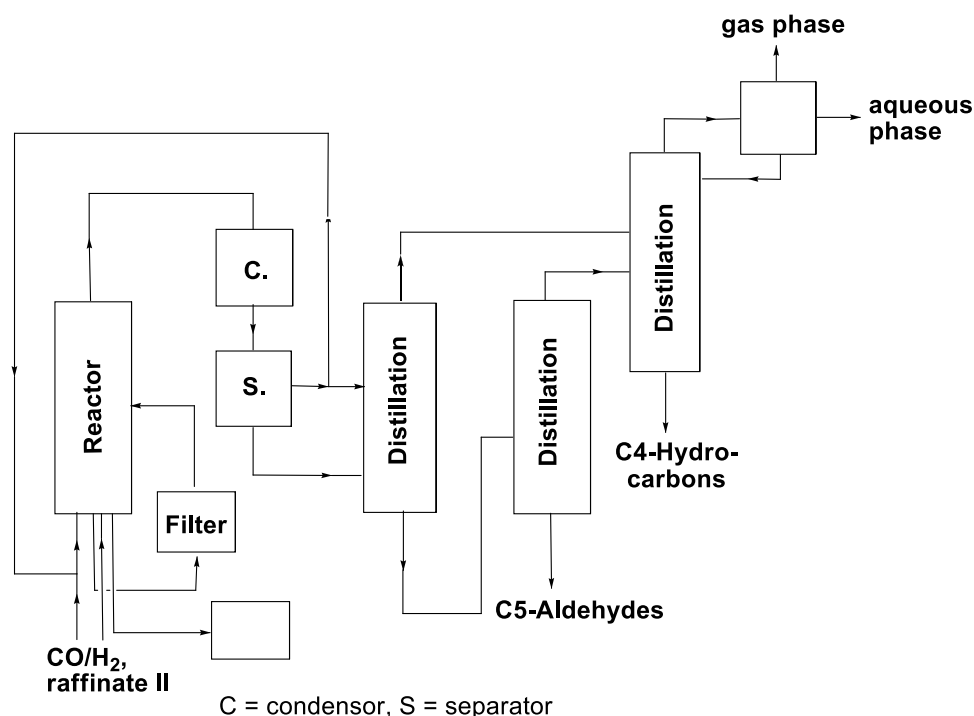 gas phase
aqueous
phase
C.
S.
Reactor
Distillation
Distillation
Distillation
Filter
C4-Hydro-
carbons
C5-Aldehydes
CO/H₂,
raffinate II
C = condensor, S = separator